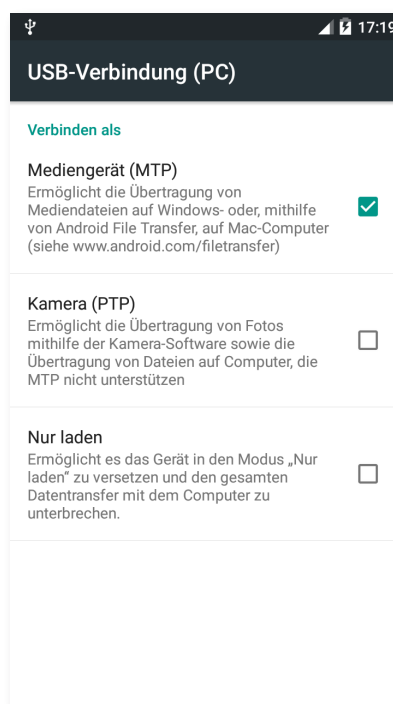 17:19
USB-Verbindung (PC)
Verbinden als
Mediengerät (MTP)
Ermöglicht die Übertragung von
Mediendateien auf Windows- oder, mithilfe
von Android File Transfer, auf Mac-Computer
(siehe www.android.com/filetransfer)
Kamera (PTP)
Ermöglicht die Übertragung von Fotos
mithilfe der Kamera-Software sowie die
Übertragung von Dateien auf Computer, die
MTP nicht unterstützen
Nur laden
Ermöglicht es das Gerät in den Modus „Nur
laden“ zu versetzen und den gesamten
Datentransfer mit dem Computer zu
unterbrechen.